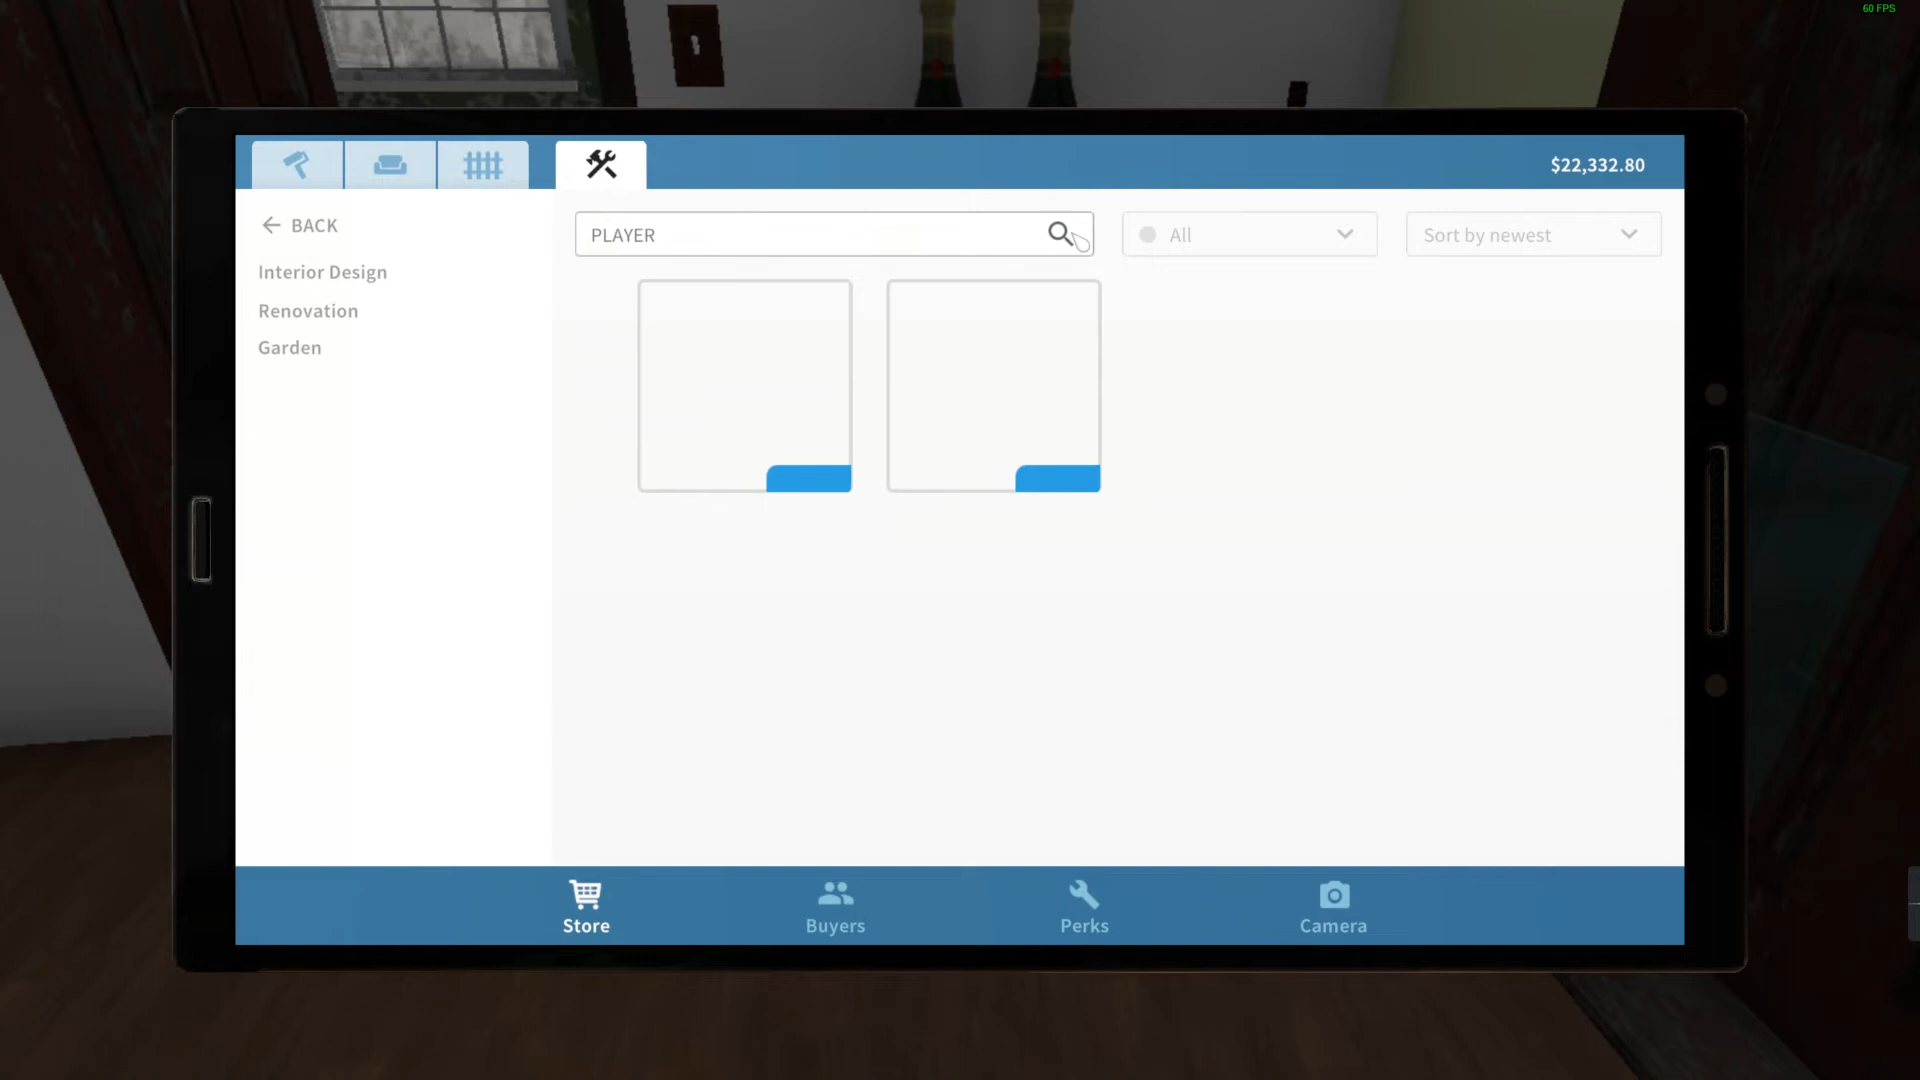 60 FPS
$22,332.80
BACK
PLAYER
All
Sort by newest
Interior Design
Renovation
Garden
Store
Buyers
Perks
Camera